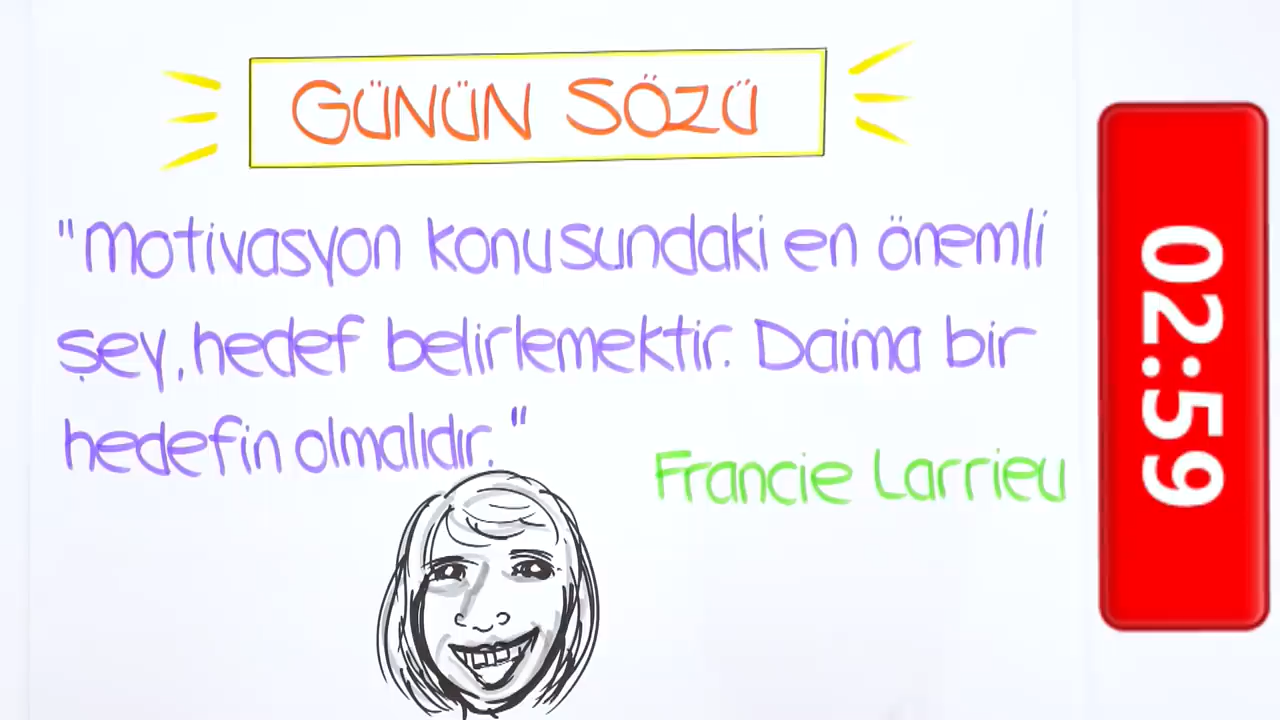 GÜNÜN SÖZÜ
"motivasyon konusundaki en önemli
şey, hedef belirlemektir. Daima bir
hedefin olmalıdır."
Francie Larrieu
02:59